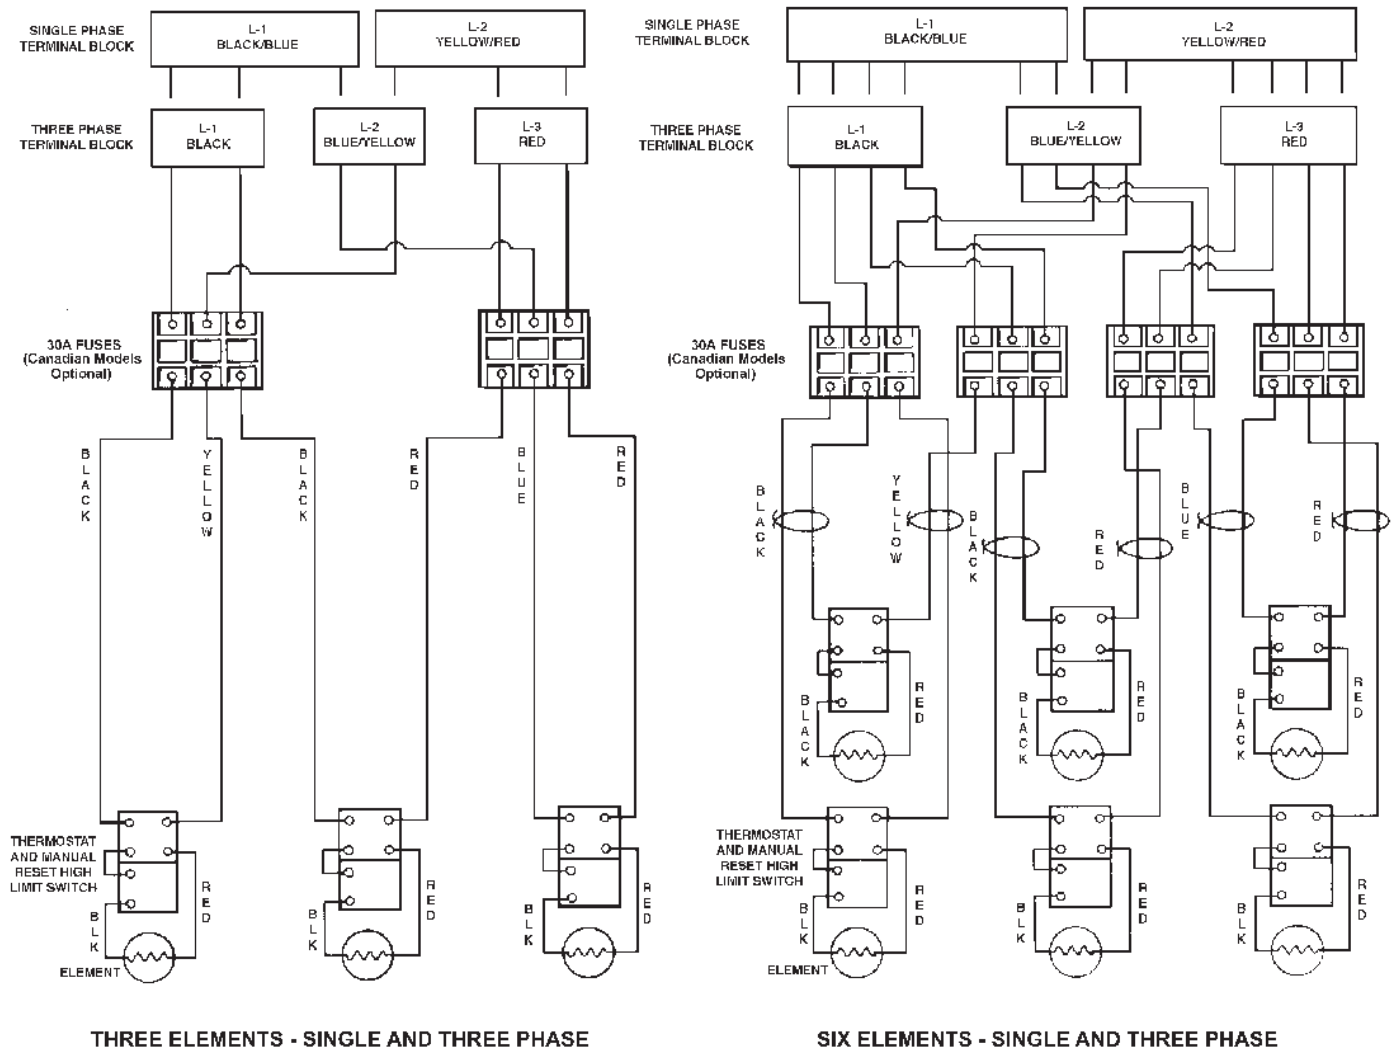 SINGLE PHASE
TERMINAL BLOCK
L-1
BLACK/BLUE
L-2
YELLOW/RED
THREE PHASE
TERMINAL BLOCK
L-1
BLACK
L-2
BLUE/YELLOW
L-3
RED
30A FUSES
(Canadian Models
Optional)
BLACK
YELLOW
BLACK
RED
BLUE
RED
THERMOSTAT
AND MANUAL
RESET HIGH
LIMIT SWITCH
BLK
RED
BLK
RED
BLK
RED
ELEMENT
THREE ELEMENTS - SINGLE AND THREE PHASE
SINGLE PHASE
TERMINAL BLOCK
L-1
BLACK/BLUE
L-2
YELLOW/RED
THREE PHASE
TERMINAL BLOCK
L-1
BLACK
L-2
BLUE/YELLOW
L-3
RED
30A FUSES
(Canadian Models
Optional)
BLACK
YELLOW
BLACK
RED
BLUE
RED
BLACK
RED
BLACK
RED
BLACK
RED
THERMOSTAT
AND MANUAL
RESET HIGH
LIMIT SWITCH
BLK
RED
BLK
RED
BLK
RED
ELEMENT
SIX ELEMENTS - SINGLE AND THREE PHASE